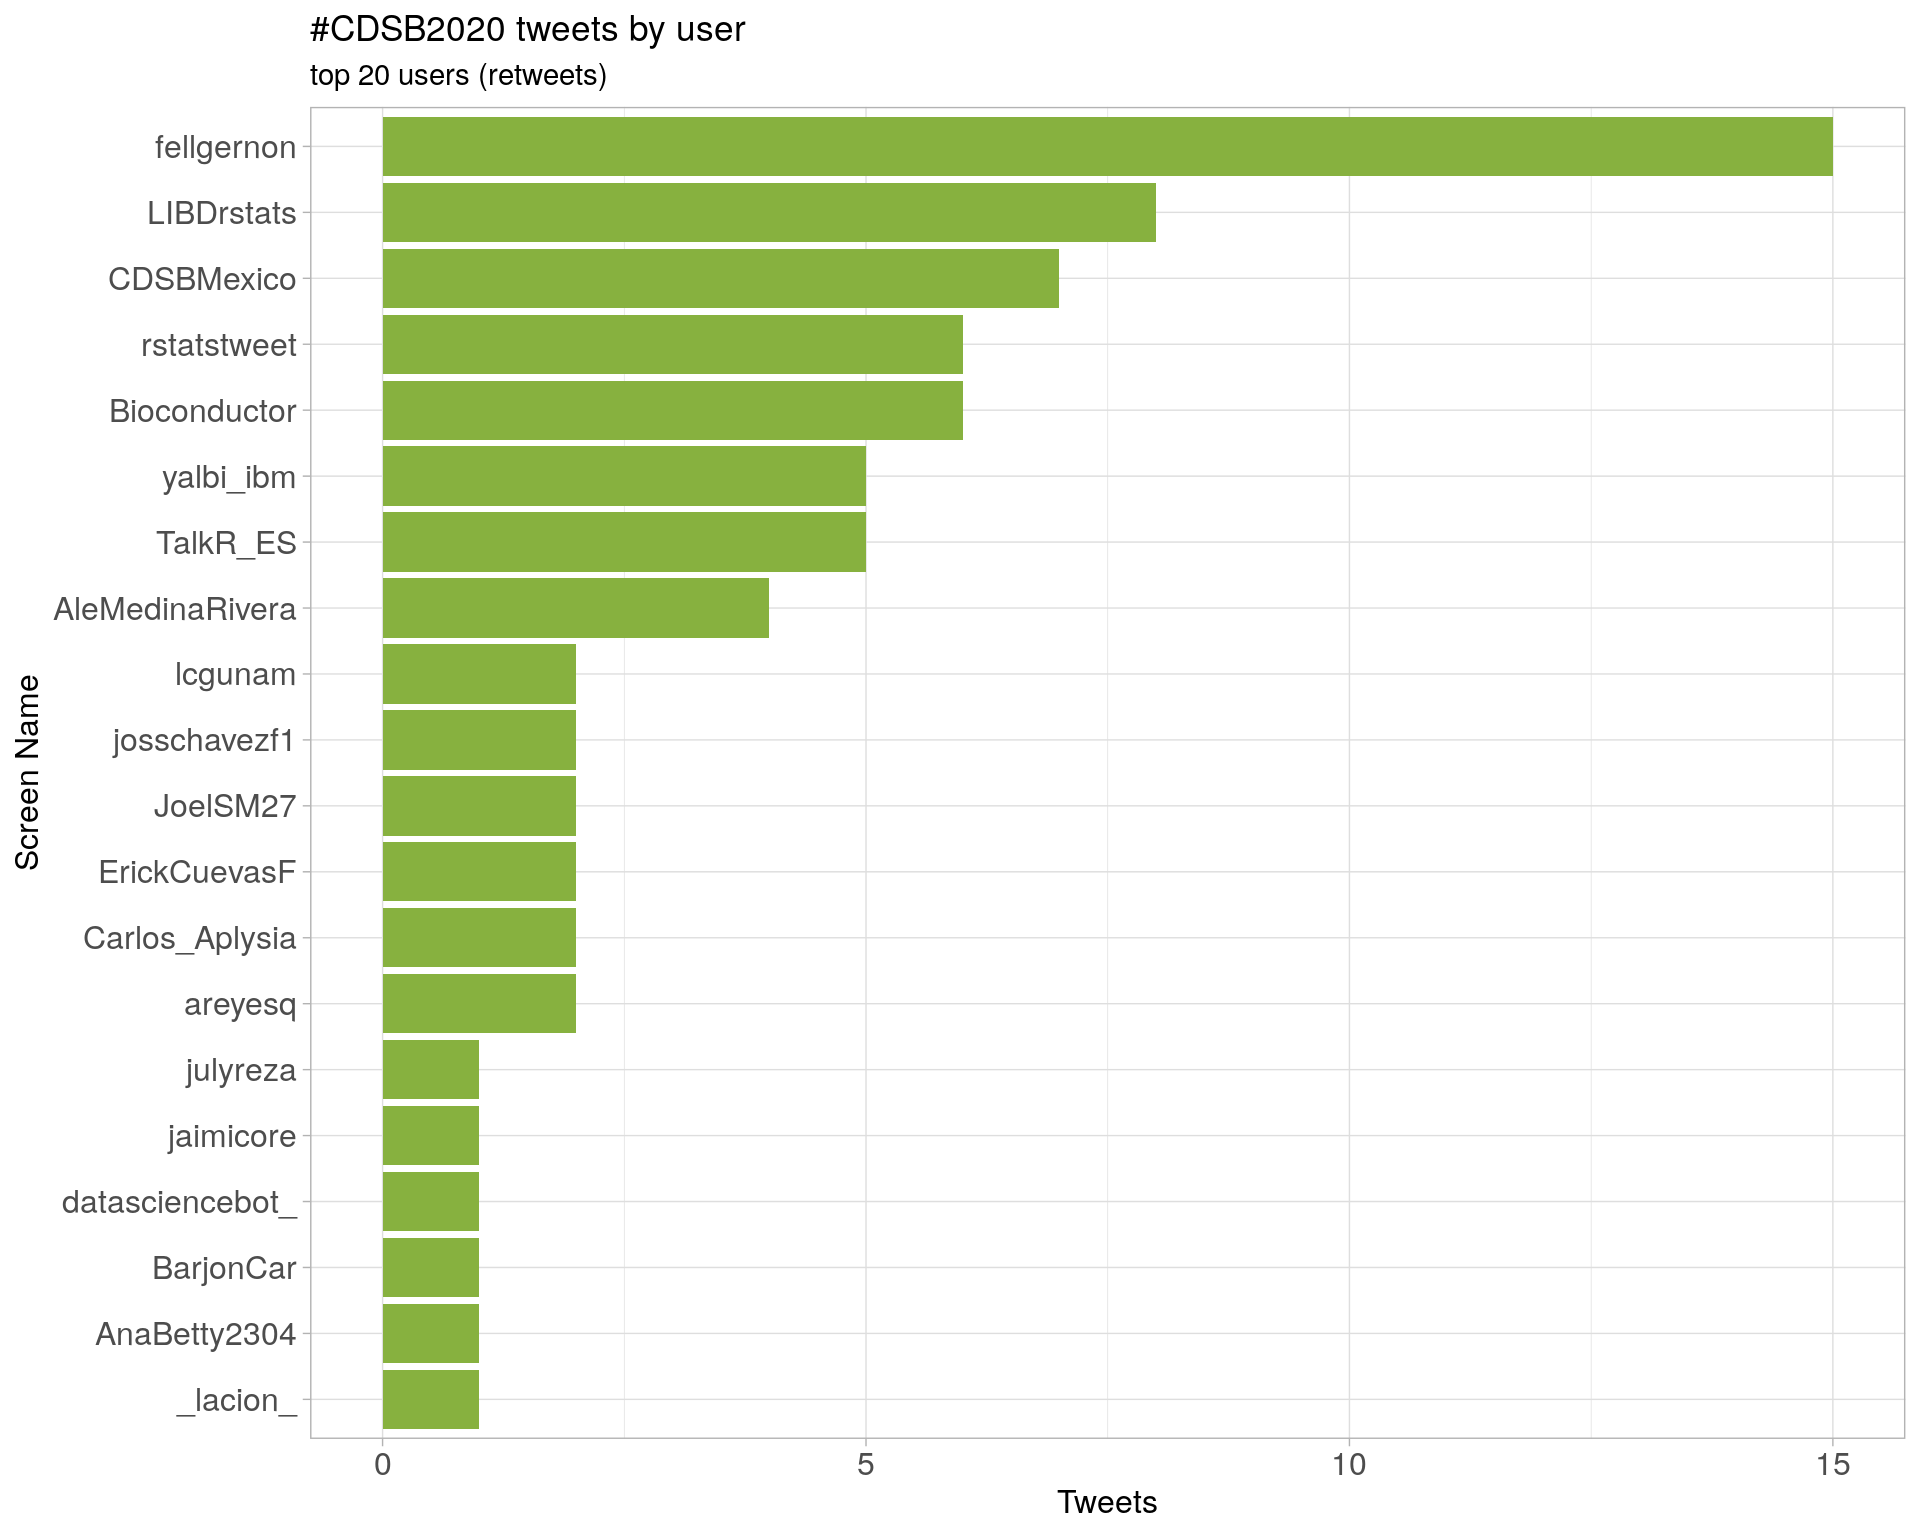 #CDSB2020 tweets by user
top 20 users (retweets)
fellgernon
LIBDrstats
CDSBMexico
rstatstweet
Bioconductor
yalbi_ibm
TalkR_ES
AleMedinaRivera
lcgunam
josschavezf1
JoelSM27
ErickCuevasF
Carlos_Aplysia
areyesq
julyreza
jaimicore
datasciencebot_
BarjonCar
AnaBetty2304
_lacion_
Screen Name
0 5 10 15
Tweets